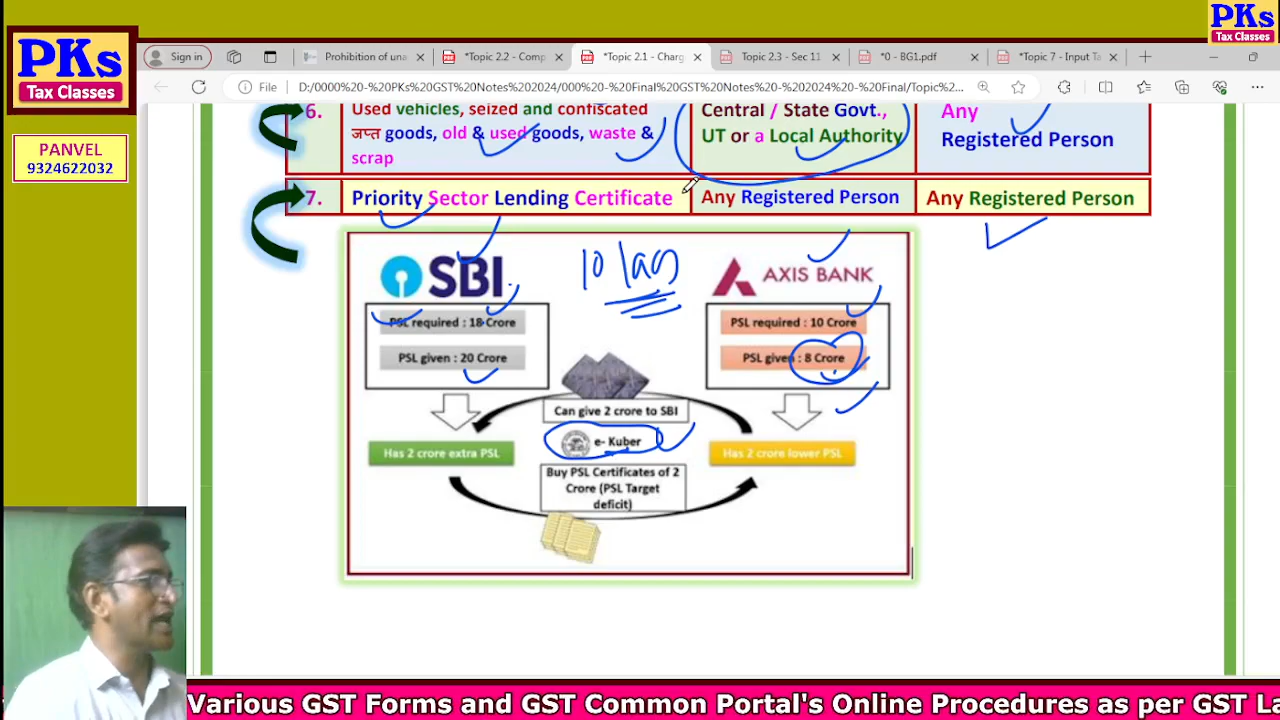 PKs
Tax Classes
PANVEL
9324622032
PKs
Tax Classes
Sign in
Prohibition of una
*Topic 2.2 - Comp
*Topic 2.1 - Charg
Topic 2.3 - Sec 11
*0 - BG1.pdf
*Topic 7 - Input Ta
File
D:/0000%20-%20PKs%20GST%20Notes%202024/000%20-%20Final%20GST%20Notes%202024%20-%20Final/Topic%2...
6.
Used vehicles, seized and confiscated
जप्त goods, old & used goods, waste &
scrap
Central / State Govt.,
UT or a Local Authority
Any
Registered Person
7.
Priority Sector Lending Certificate
Any Registered Person
Any Registered Person
SBI
10 lacs
AXIS BANK
PSL required : 18 Crore
PSL given : 20 Crore
PSL required : 10 Crore
PSL given : 8 Crore
Can give 2 crore to SBI
e- Kuber
Has 2 crore extra PSL
Has 2 crore lower PSL
Buy PSL Certificates of 2
Crore (PSL Target
deficit)
Various GST Forms and GST Common Portal's Online Procedures as per GST La